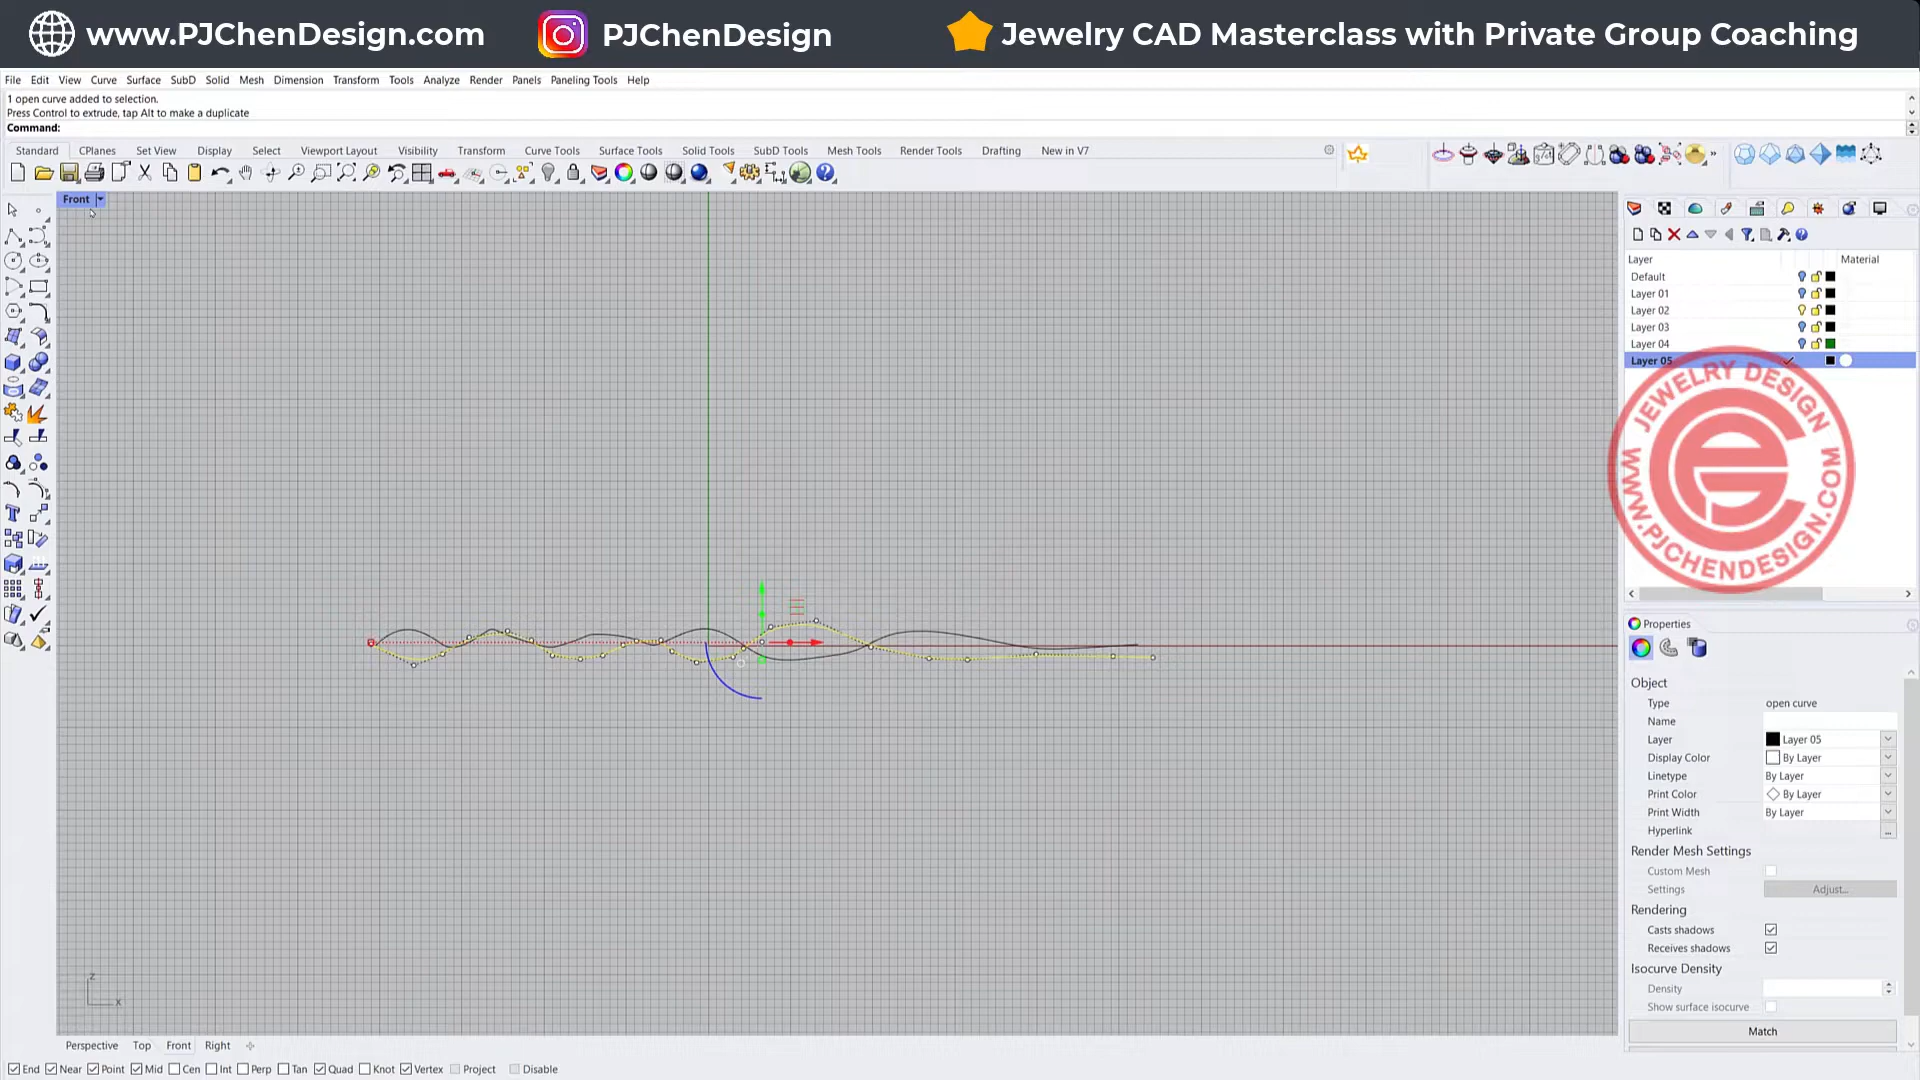 www.PJChenDesign.com PJChenDesign Jewelry CAD Masterclass with Private Group Coaching
File Edit View Curve Surface SubD Solid Mesh Dimension Transform Tools Analyze Render Panels Paneling Tools Help
1 open curve added to selection.
Press Control to extrude, tap Alt to make a duplicate
Command:
Standard CPlanes Set View Display Select Viewport Layout Visibility Transform Curve Tools Surface Tools Solid Tools SubD Tools Mesh Tools Render Tools Drafting New in V7
Front
Layer Material
Default
Layer 01
Layer 02
Layer 03
Layer 04
Layer 05
JEWELRY DESIGN
WWW.PJCHENDESIGN.COM
Properties
Object
Type open curve
Name
Layer Layer 05
Display Color By Layer
Linetype By Layer
Print Color By Layer
Print Width By Layer
Hyperlink ...
Render Mesh Settings
Custom Mesh
Settings Adjust...
Rendering
Casts shadows
Receives shadows
Isocurve Density
Density
Show surface isocurve
Match
z
x
Perspective Top Front Right
End Near Point Mid Cen Int Perp Tan Quad Knot Vertex Project Disable